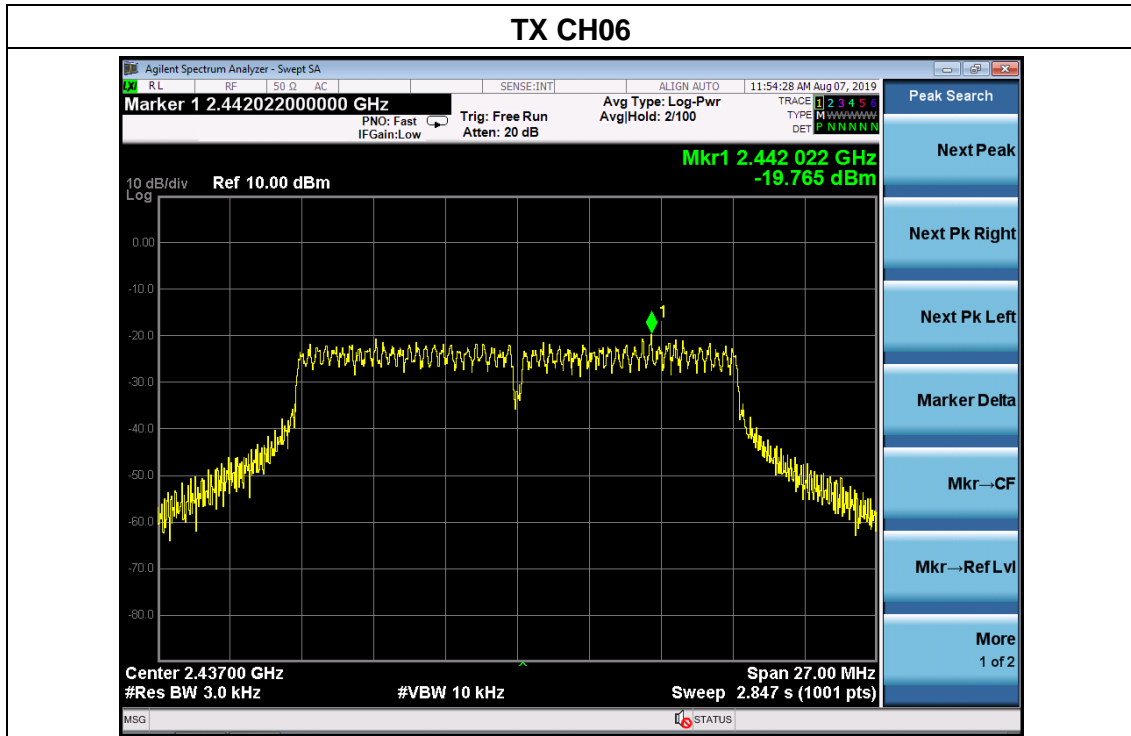 TX CH06
Agilent Spectrum Analyzer - Swept SA
LXI RL RF 50 Ω AC SENSE:INT ALIGN AUTO 11:54:28 AM Aug 07, 2019
Marker 1 2.442022000000 GHz
PNO: Fast
IFGain:Low
Trig: Free Run
Atten: 20 dB
Avg Type: Log-Pwr
Avg|Hold: 2/100
TRACE 1 2 3 4 5 6
TYPE M WWWWW
DET P N N N N N
Peak Search
Mkr1 2.442 022 GHz
-19.765 dBm
10 dB/div Ref 10.00 dBm
Log
0.00
-10.0
-20.0
-30.0
-40.0
-50.0
-60.0
-70.0
-80.0
1
Next Peak
Next Pk Right
Next Pk Left
Marker Delta
Mkr→CF
Mkr→Ref Lvl
More
1 of 2
Center 2.43700 GHz
Span 27.00 MHz
#Res BW 3.0 kHz
#VBW 10 kHz
Sweep 2.847 s (1001 pts)
MSG
STATUS